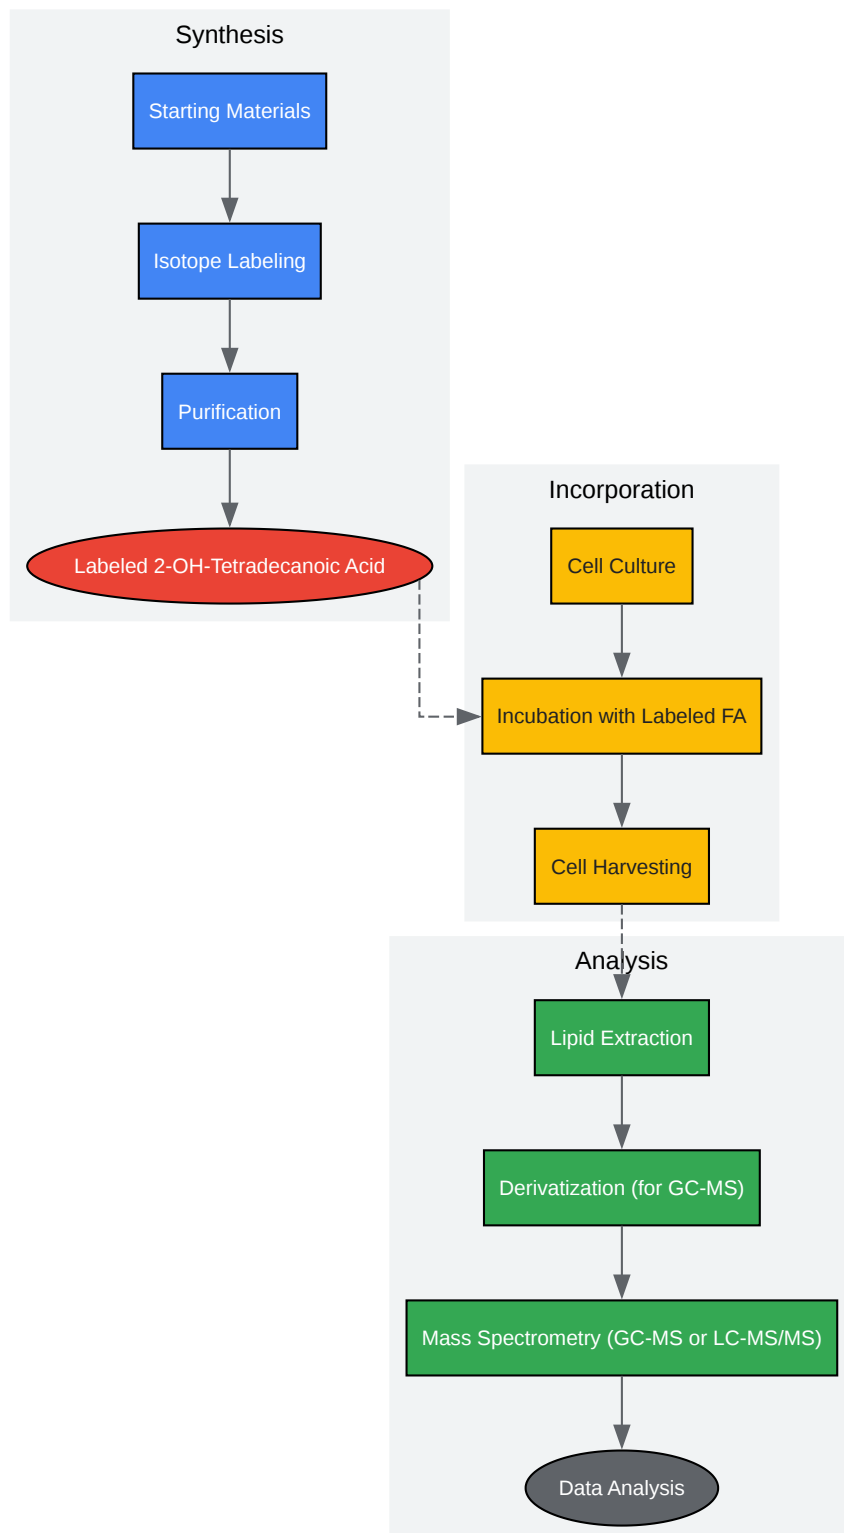 Synthesis
Starting Materials
Isotope Labeling
Purification
Labeled 2-OH-Tetradecanoic Acid
Incorporation
Cell Culture
Incubation with Labeled FA
Cell Harvesting
Analysis
Lipid Extraction
Derivatization (for GC-MS)
Mass Spectrometry (GC-MS or LC-MS/MS)
Data Analysis